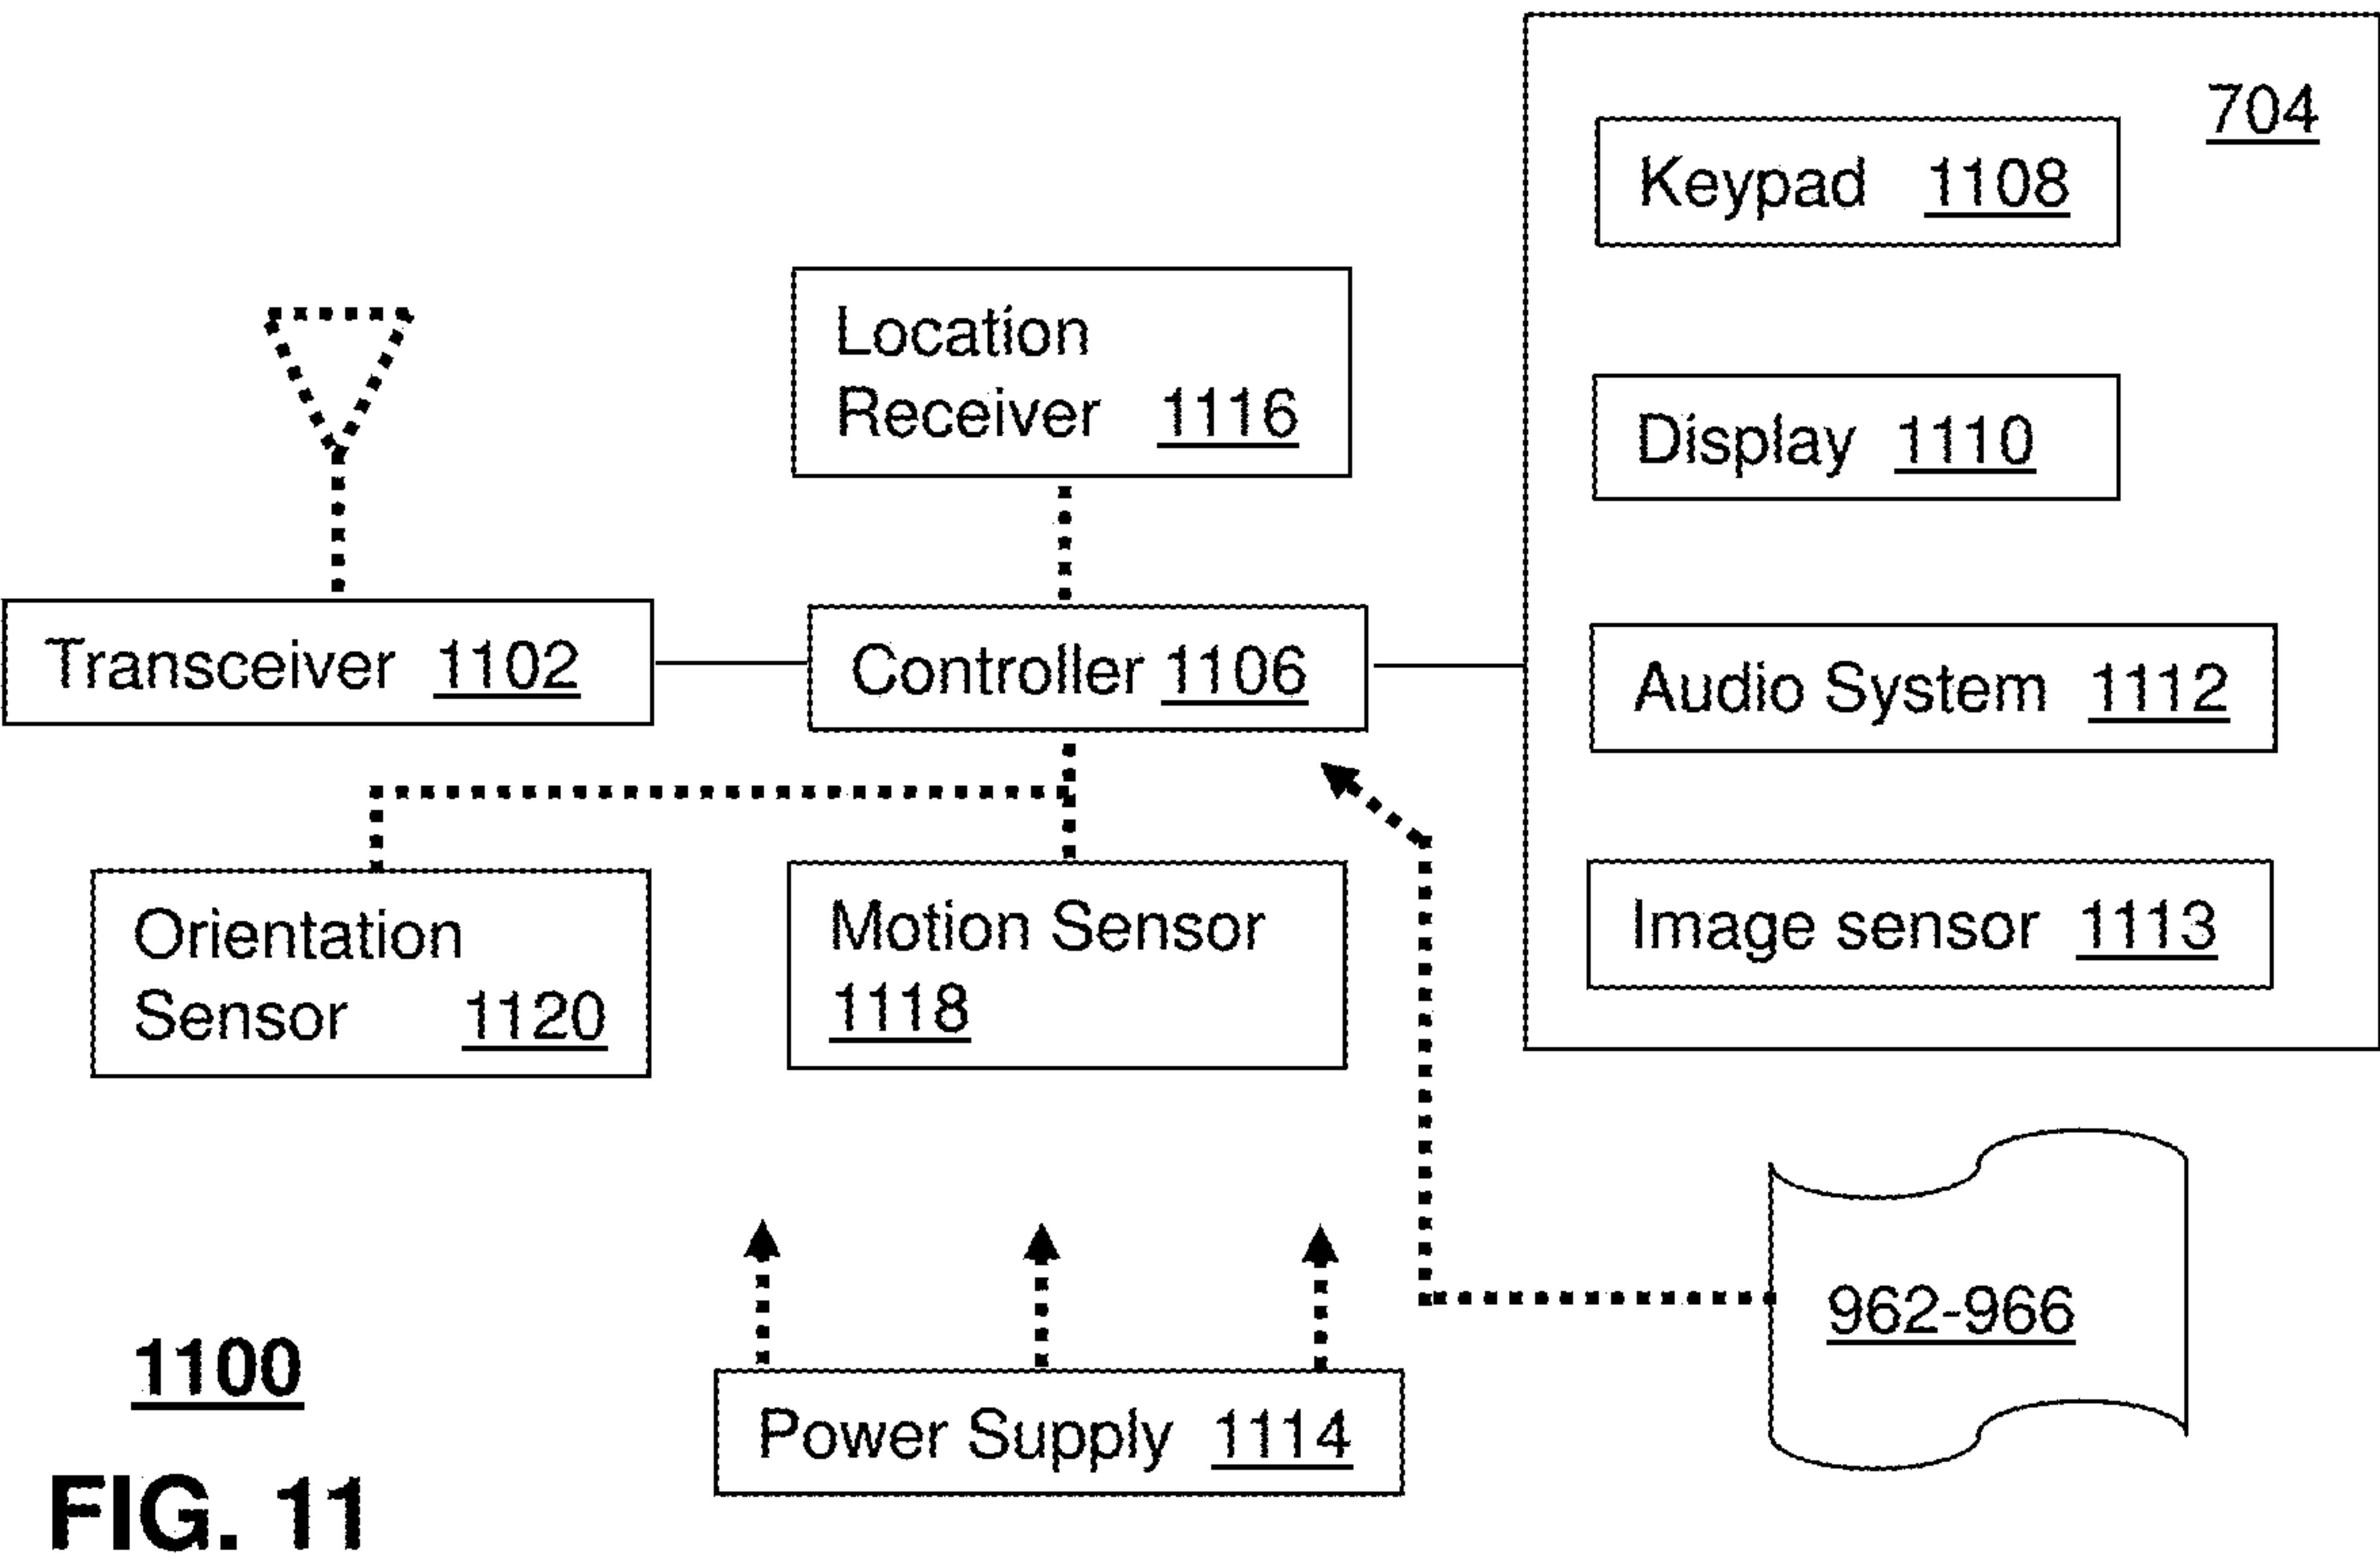 704
Keypad 1108
Location
Receiver 1116
Display 1110
Transceiver 1102
Controller 1106
Audio System 1112
Orientation
Sensor 1120
Motion Sensor
1118
Image sensor 1113
962-966
Power Supply 1114
1100
FIG. 11